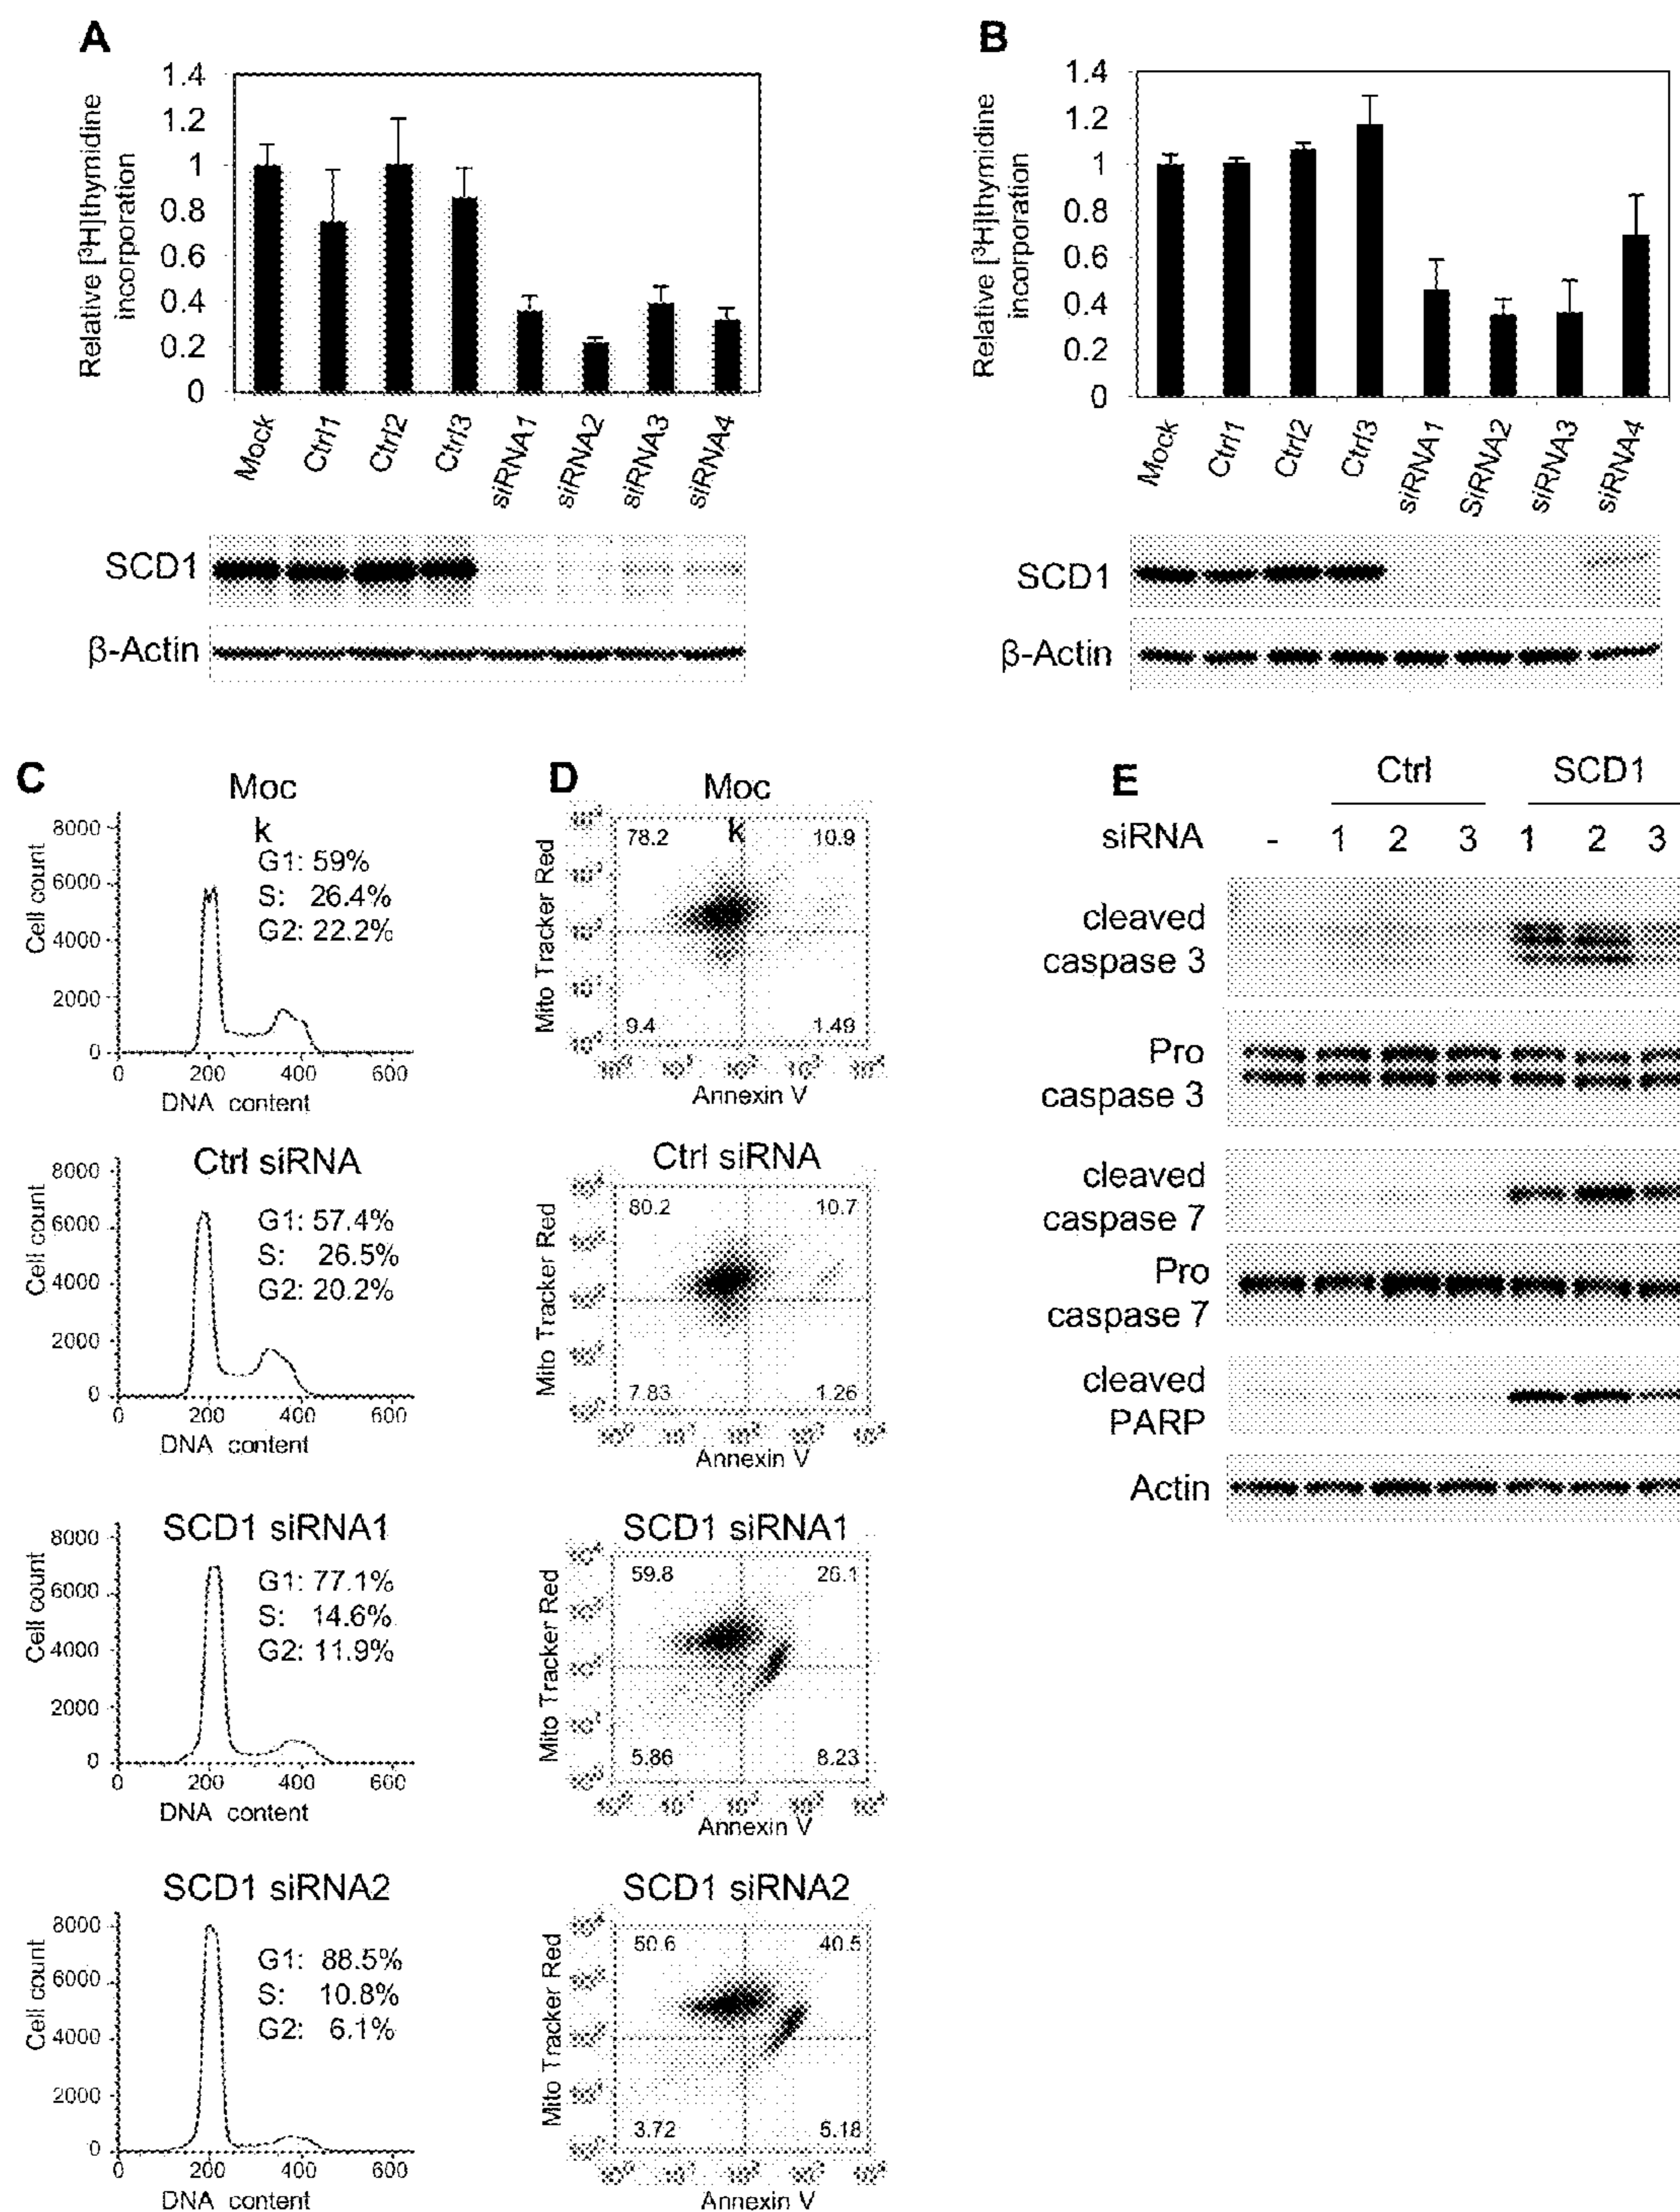 A
Relative [³H]thymidine
incorporation
1.4
1.2
1
0.8
0.6
0.4
0.2
0
Mock
Ctrl1
Ctrl2
Ctrl3
siRNA1
siRNA2
siRNA3
siRNA4
SCD1
β-Actin
B
Relative [³H]thymidine
incorporation
1.4
1.2
1
0.8
0.6
0.4
0.2
0
Mock
Ctrl1
Ctrl2
Ctrl3
siRNA1
SiRNA2
siRNA3
siRNA4
SCD1
β-Actin
C
Moc
k
G1: 59%
S: 26.4%
G2: 22.2%
Cell count
8000
6000
4000
2000
0
0 200 400 600
DNA content
Ctrl siRNA
G1: 57.4%
S: 26.5%
G2: 20.2%
Cell count
8000
6000
4000
2000
0
0 200 400 600
DNA content
SCD1 siRNA1
G1: 77.1%
S: 14.6%
G2: 11.9%
Cell count
8000
6000
4000
2000
0
0 200 400 600
DNA content
SCD1 siRNA2
G1: 88.5%
S: 10.8%
G2: 6.1%
Cell count
8000
6000
4000
2000
0
0 200 400 600
DNA content
D
Moc
k
78.2 10.9
9.4 1.49
Mito Tracker Red
Annexin V
Ctrl siRNA
80.2 10.7
7.83 1.26
Mito Tracker Red
Annexin V
SCD1 siRNA1
59.8 26.1
5.86 8.23
Mito Tracker Red
Annexin V
SCD1 siRNA2
50.6 40.5
3.72 5.18
Mito Tracker Red
Annexin V
E
Ctrl SCD1
siRNA - 1 2 3 1 2 3
cleaved
caspase 3
Pro
caspase 3
cleaved
caspase 7
Pro
caspase 7
cleaved
PARP
Actin